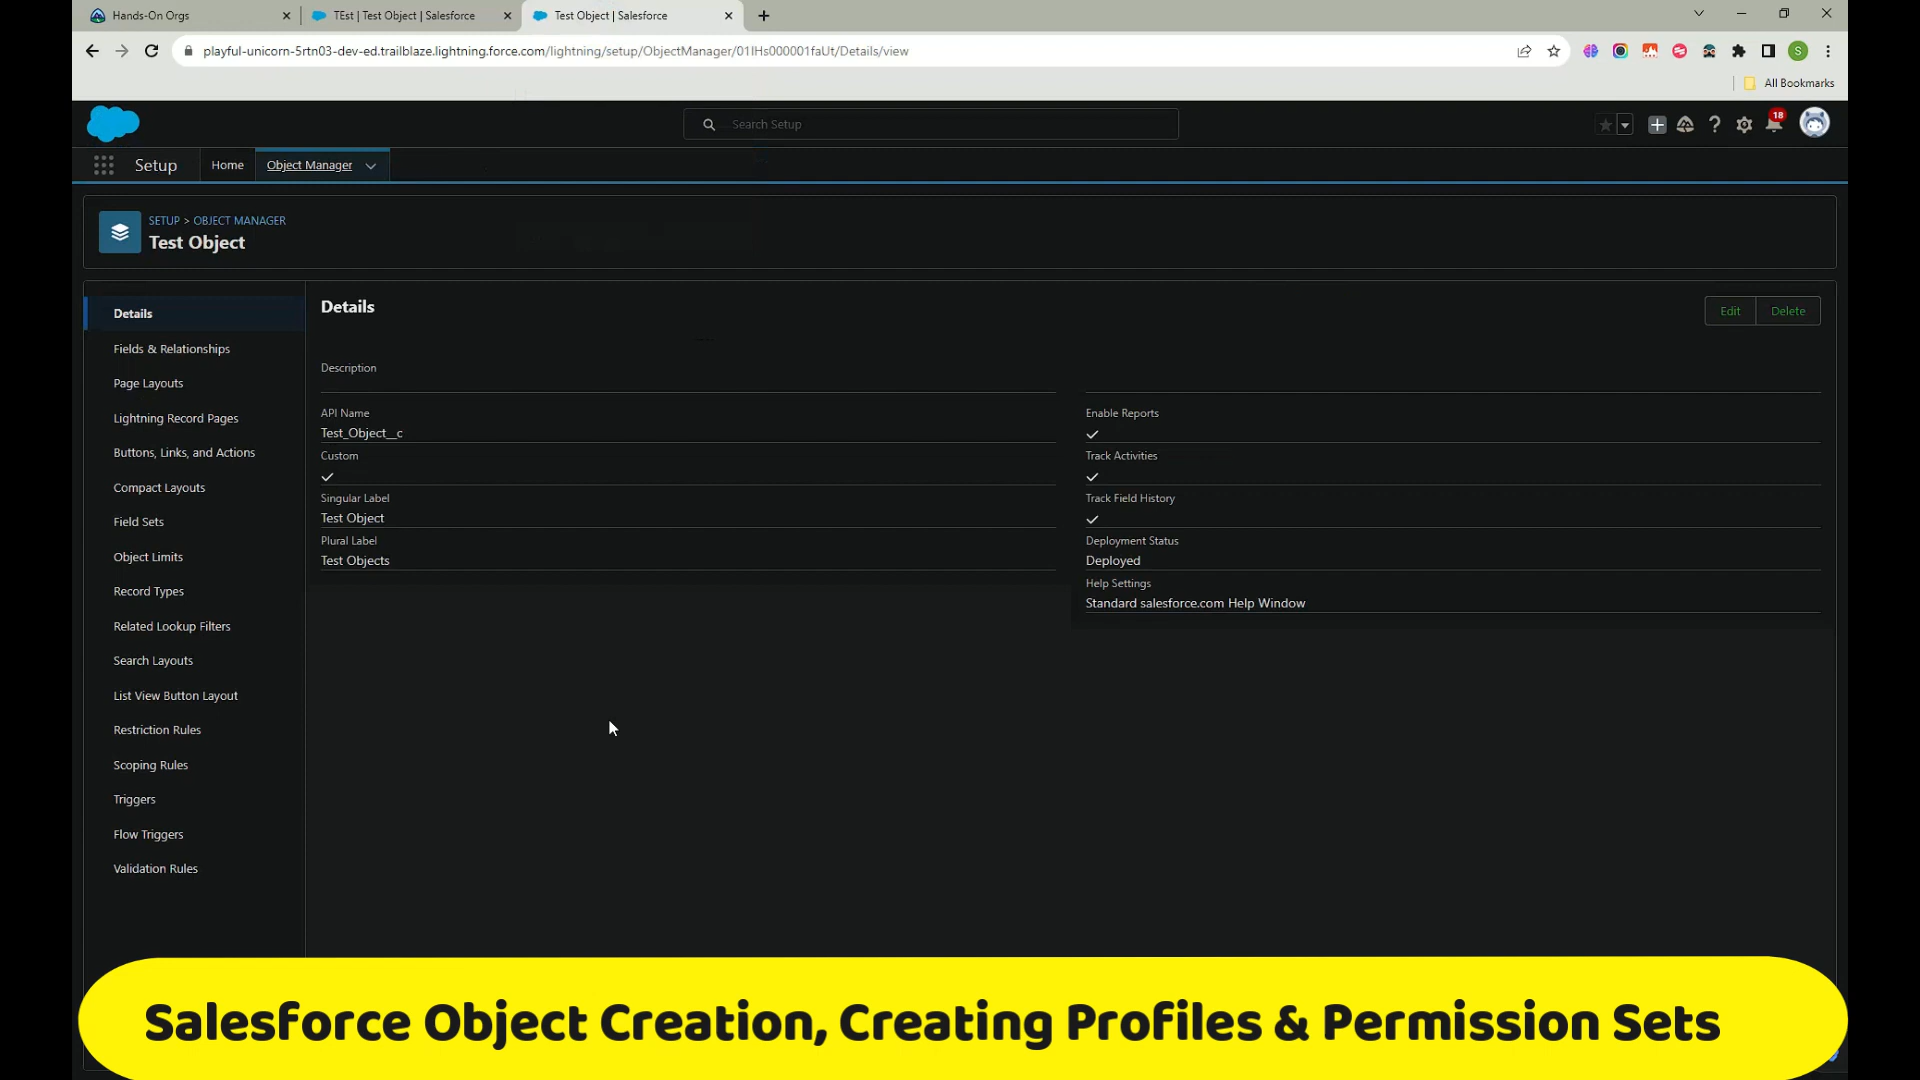 Hands-On Orgs
TEst | Test Object | Salesforce
Test Object | Salesforce
playful-unicorn-5rtn03-dev-ed.trailblaze.lightning.force.com/lightning/setup/ObjectManager/01IHs000001faUt/Details/view
S
All Bookmarks
Search Setup
18
Setup
Home
Object Manager
SETUP > OBJECT MANAGER
Test Object
Details
Fields & Relationships
Page Layouts
Lightning Record Pages
Buttons, Links, and Actions
Compact Layouts
Field Sets
Object Limits
Record Types
Related Lookup Filters
Search Layouts
List View Button Layout
Restriction Rules
Scoping Rules
Triggers
Flow Triggers
Validation Rules
Details
Edit
Delete
Description
API Name
Test_Object__c
Custom
Singular Label
Test Object
Plural Label
Test Objects
Enable Reports
Track Activities
Track Field History
Deployment Status
Deployed
Help Settings
Standard salesforce.com Help Window
Salesforce Object Creation, Creating Profiles & Permission Sets